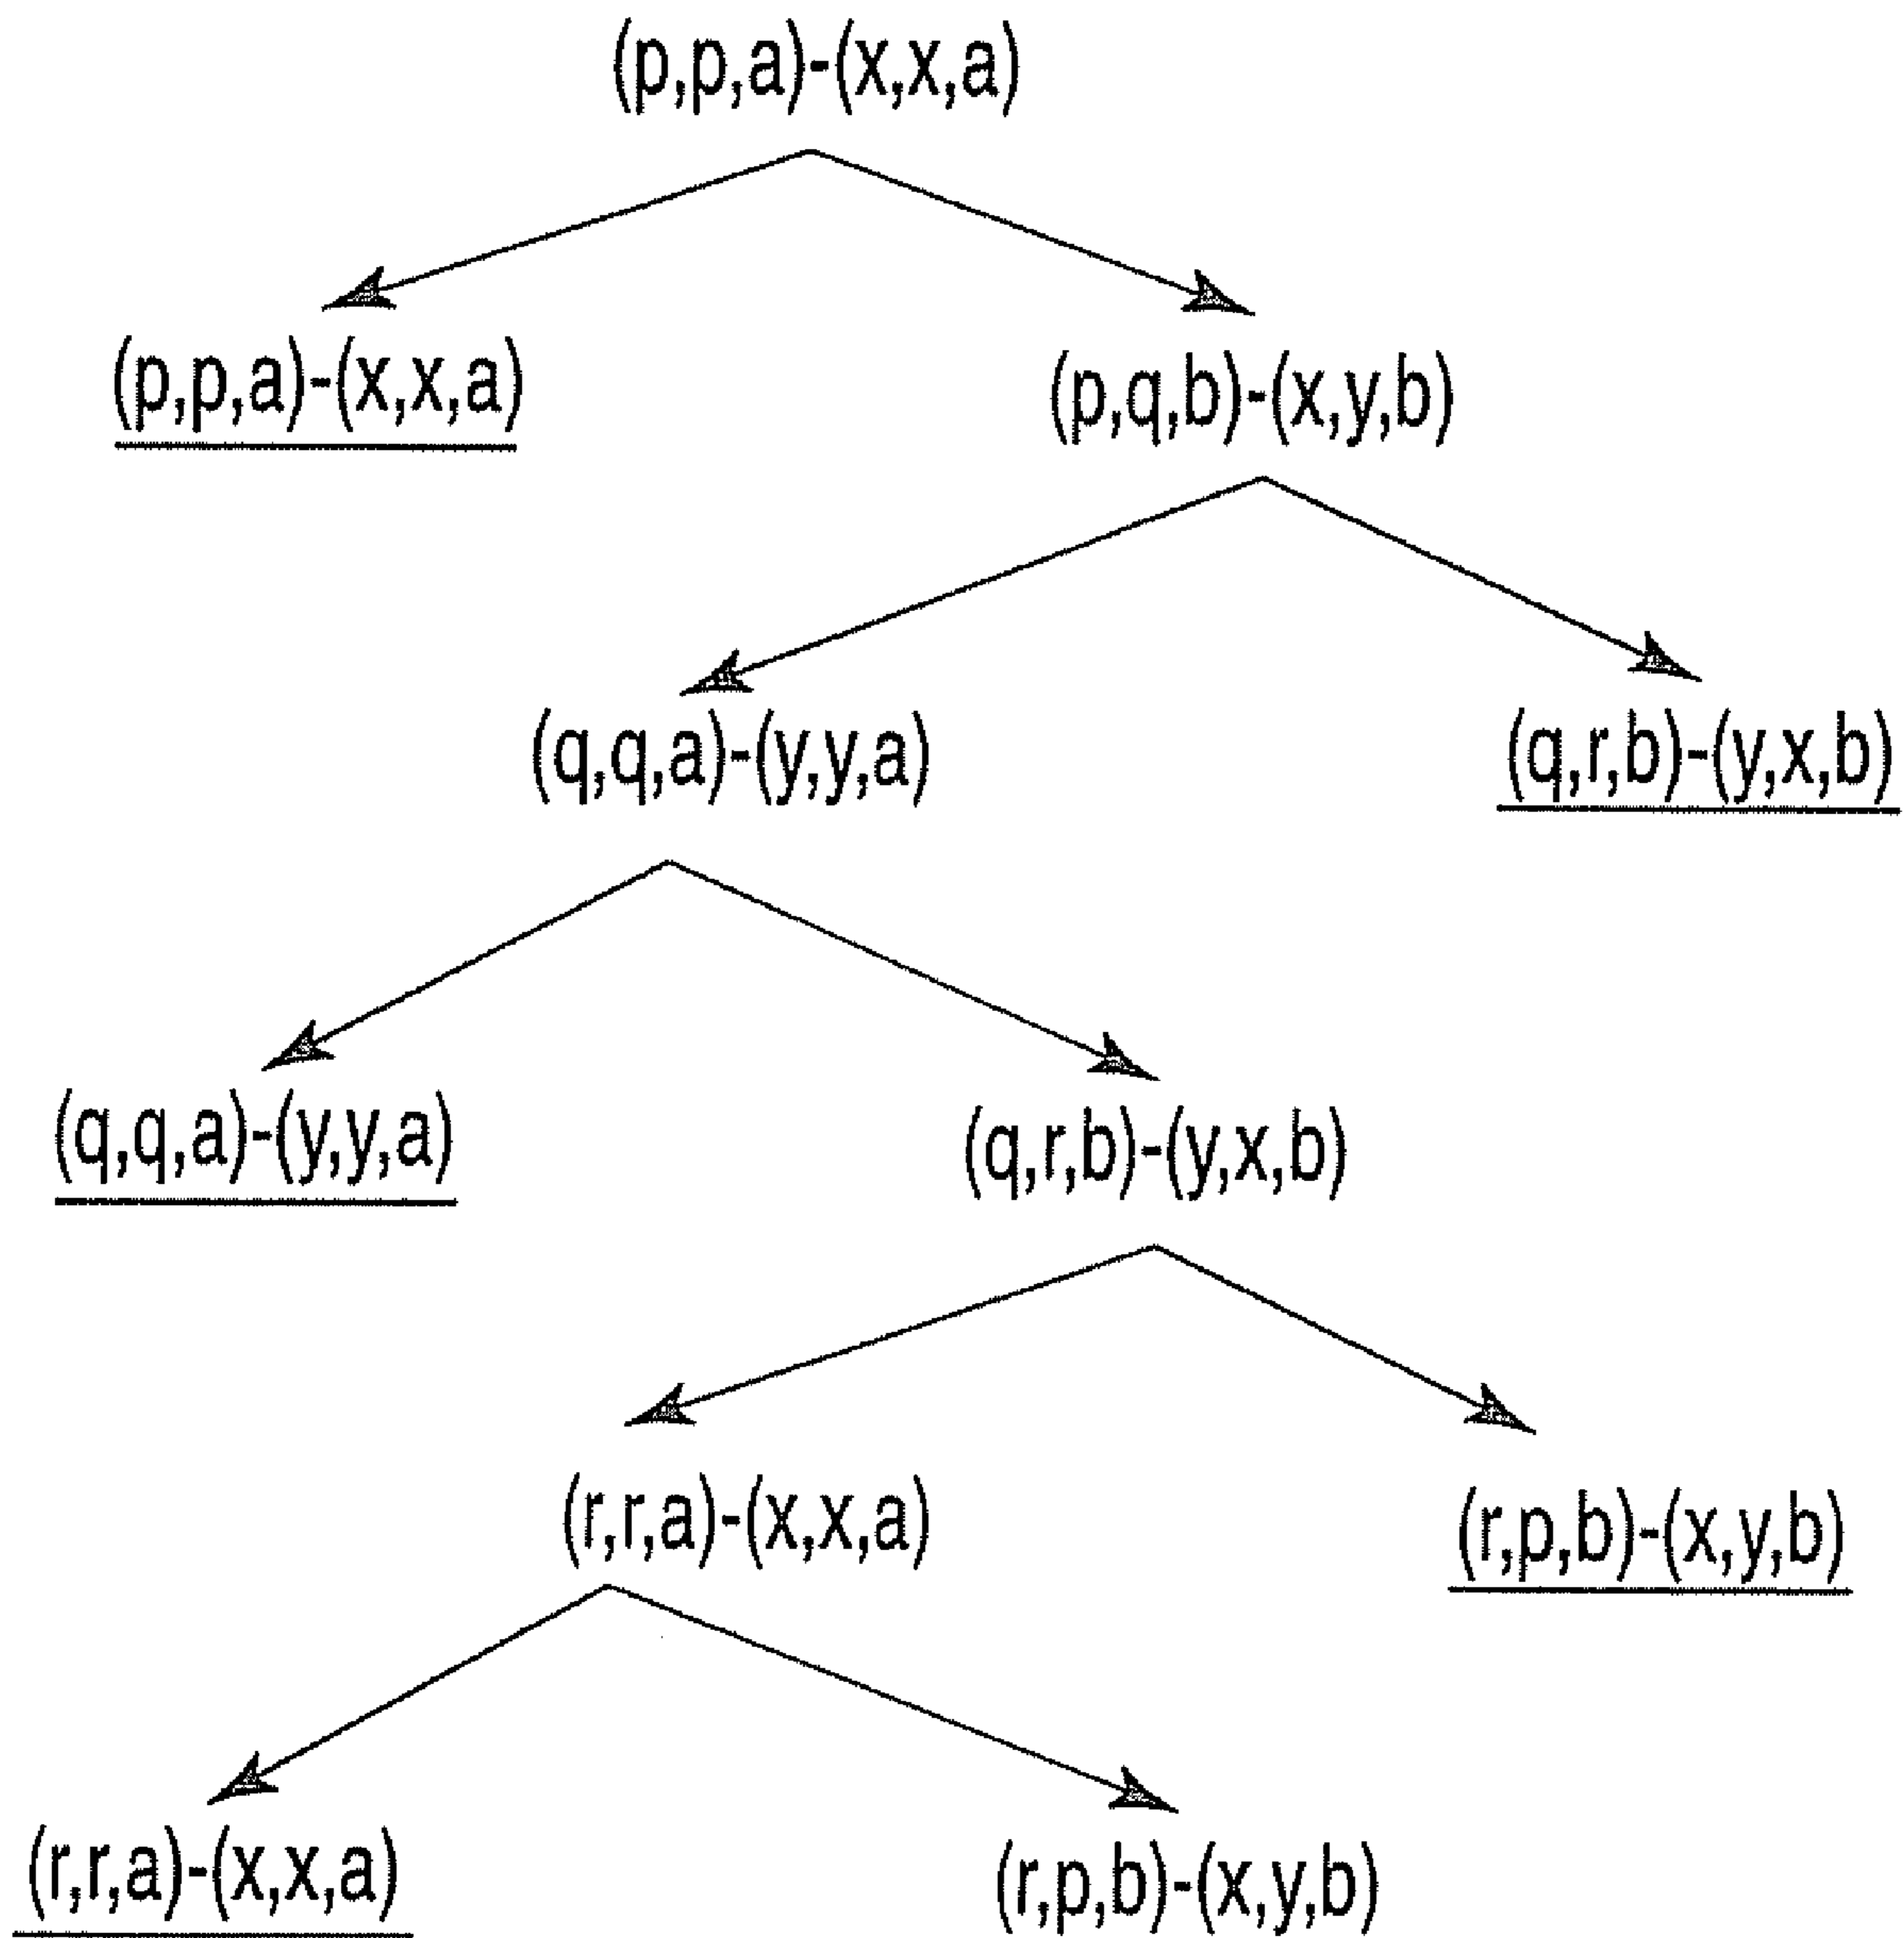 (p,p,a)-(x,x,a)
(p,p,a)-(x,x,a)
(p,q,b)-(x,y,b)
(q,q,a)-(y,y,a)
(q,r,b)-(y,x,b)
(q,q,a)-(y,y,a)
(q,r,b)-(y,x,b)
(r,r,a)-(x,x,a)
(r,p,b)-(x,y,b)
(r,r,a)-(x,x,a)
(r,p,b)-(x,y,b)